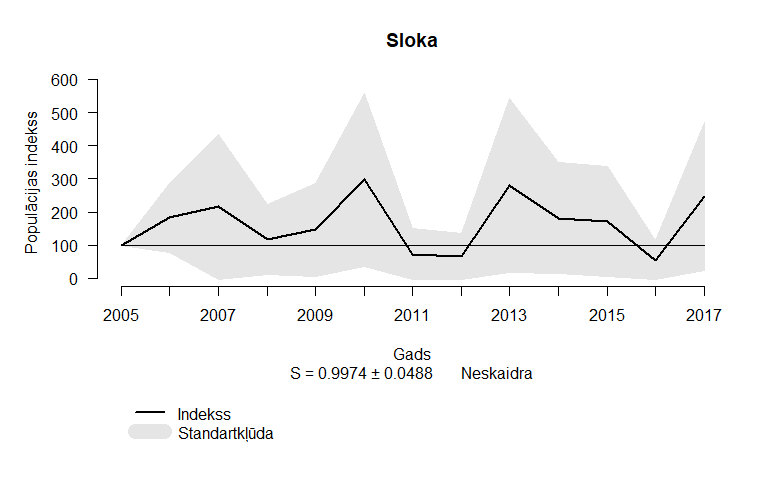 Sloka
Populācijas indekss
600
500
400
300
200
100
0
2005 2007 2009 2011 2013 2015 2017
Gads
S = 0.9974 ± 0.0488 Neskaidra
Indekss
Standartkļūda